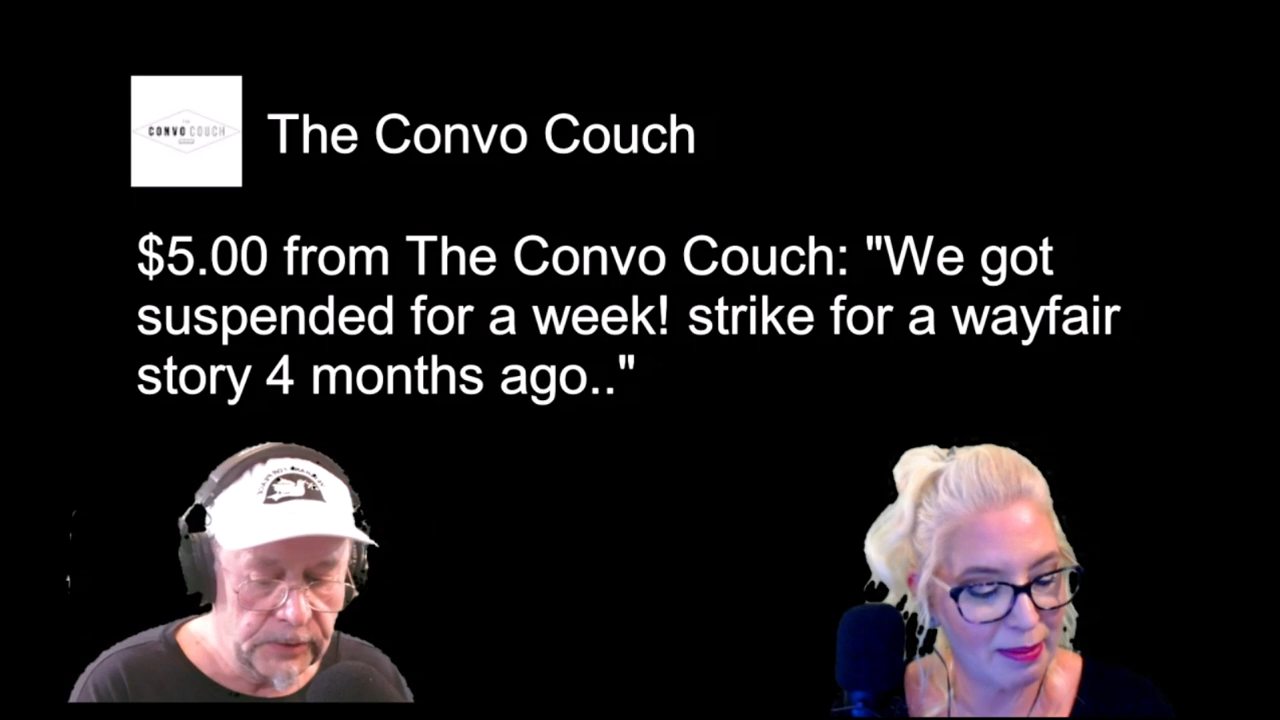 CONVO COUCH
The Convo Couch
$5.00 from The Convo Couch: "We got
suspended for a week! strike for a wayfair
story 4 months ago.."